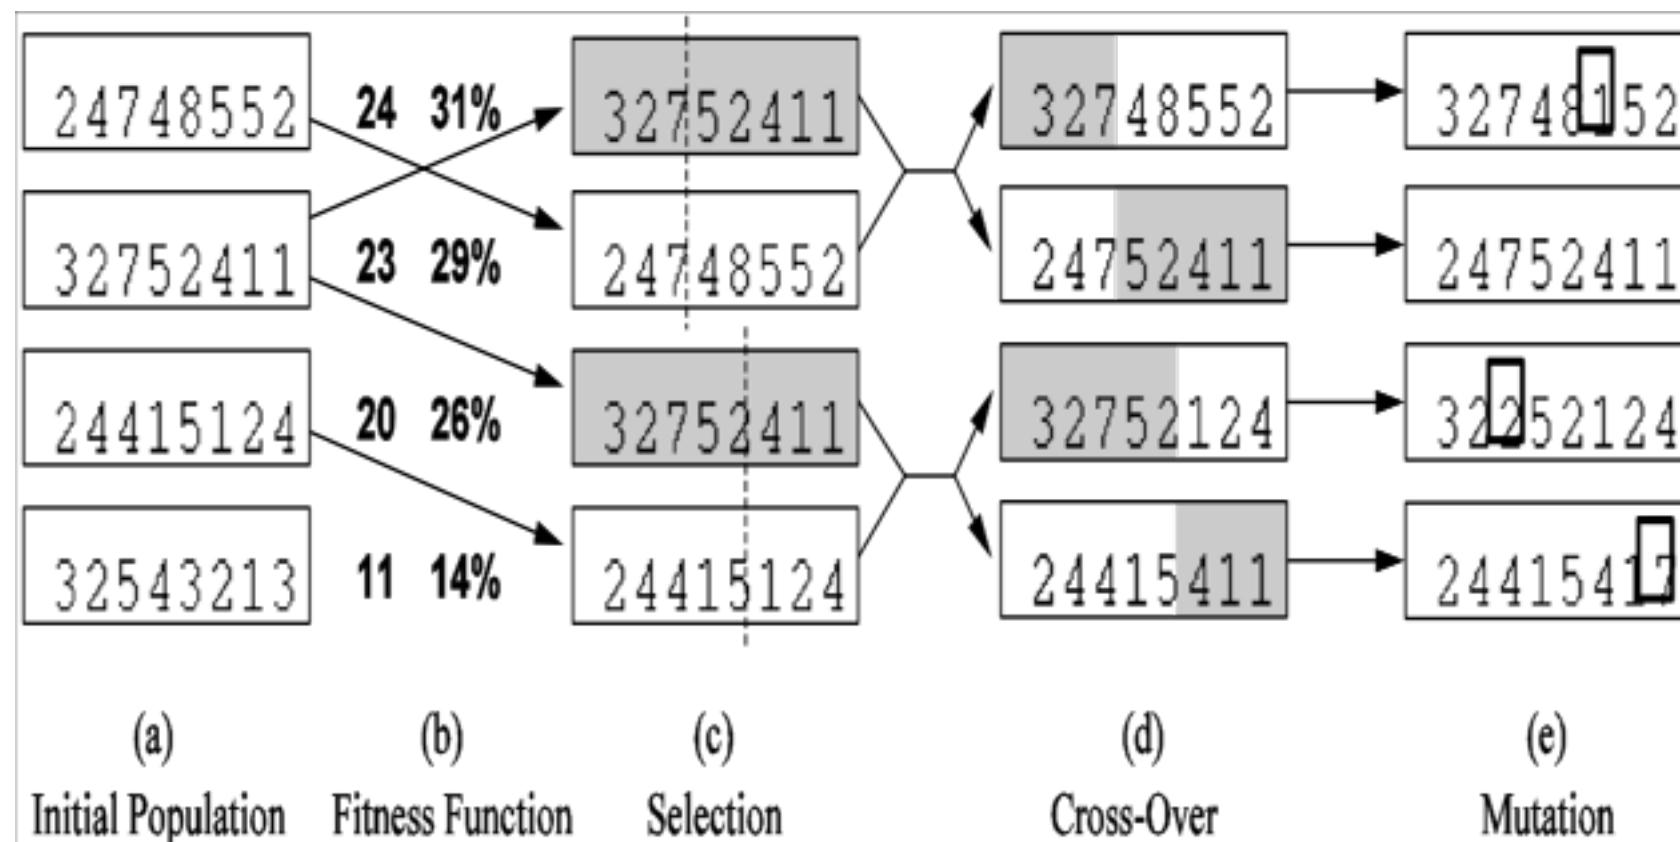 24748552 24 31% 32752411 32748552 32748152
32752411 23 29% 24748552 24752411 24752411
24415124 20 26% 32752411 32752124 32252124
32543213 11 14% 24415124 24415411 24415417
(a) (b) (c) (d) (e)
Initial Population Fitness Function Selection Cross-Over Mutation